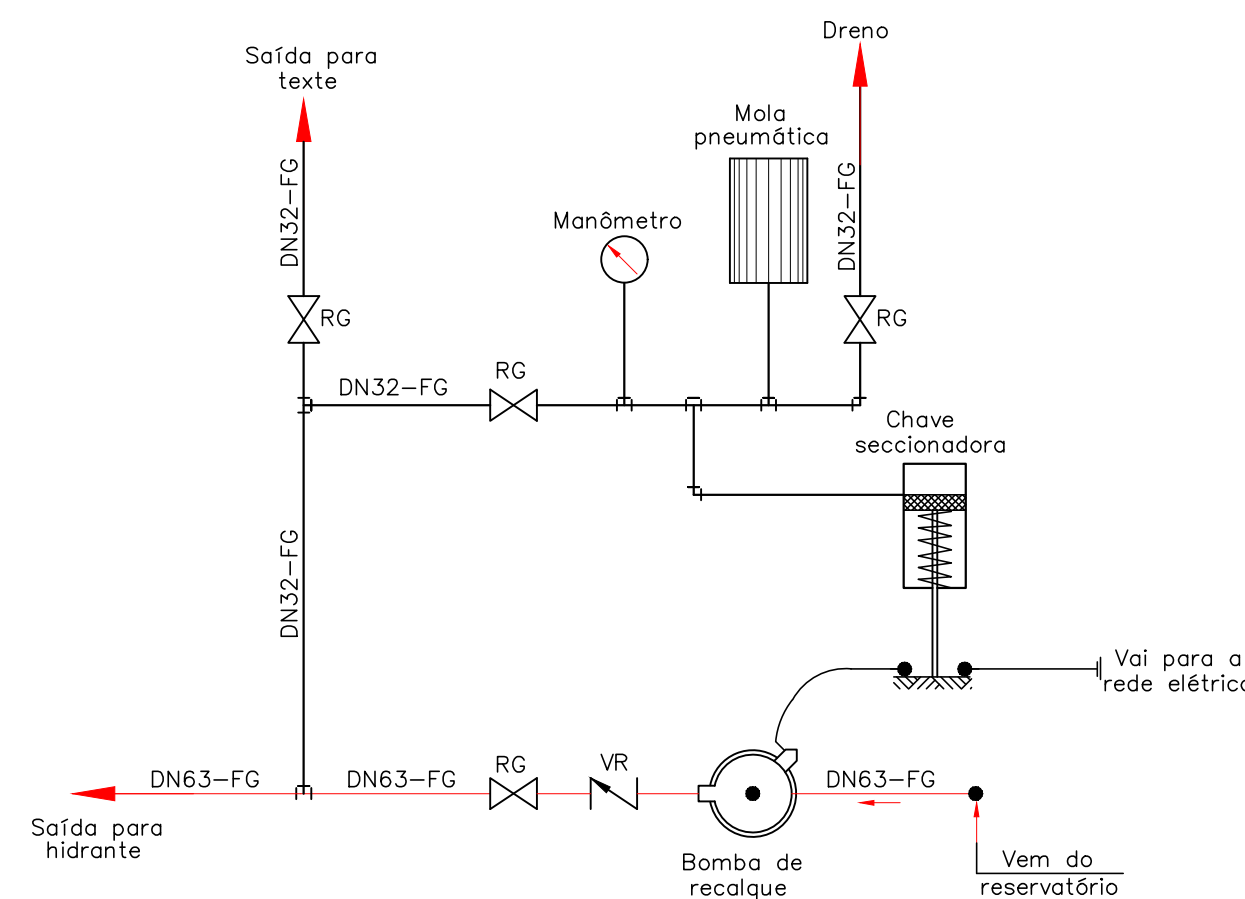 Dreno
Saída para
texte
Mola
pneumática
DN32-FG
DN32-FG
Manômetro
RG
RG
RG
DN32-FG
Chave
seccionadora
DN32-FG
Vai para a
rede elétrica
RG
VR
DN63-FG
DN63-FG
DN63-FG
Saída para
hidrante
Bomba de
recalque
Vem do
reservatório